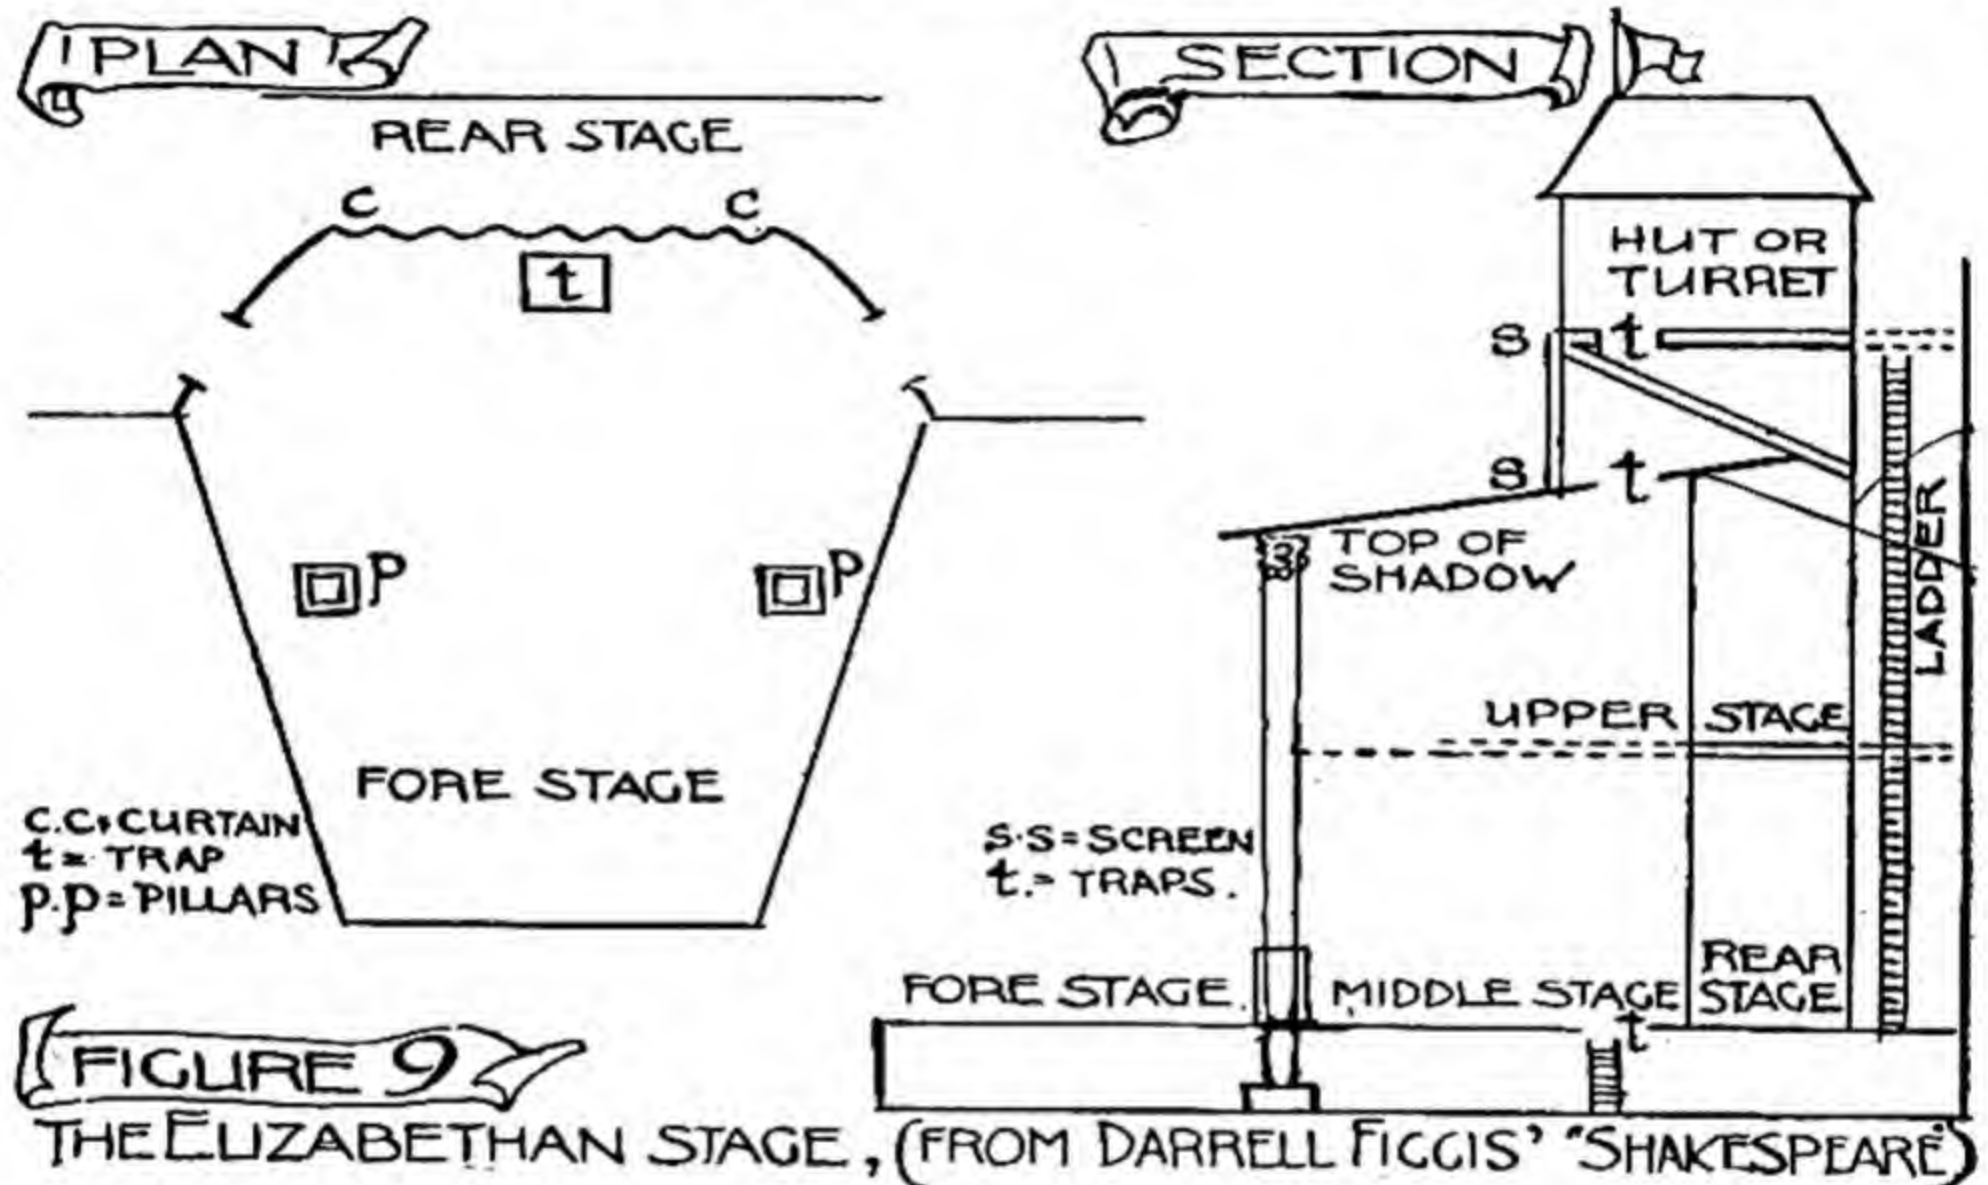 PLAN
REAR STAGE
C C
t
P P
FORE STAGE
C.C. CURTAIN
t = TRAP
P.P = PILLARS
SECTION
HUT OR
TURRET
S t
S t
TOP OF
SHADOW
LADDER
UPPER STAGE
S.S = SCREEN
t. = TRAPS.
REAR
STAGE
FORE STAGE. MIDDLE STAGE
t
FIGURE 9
THE ELIZABETHAN STAGE, (FROM DARRELL FIGGIS' "SHAKESPEARE")